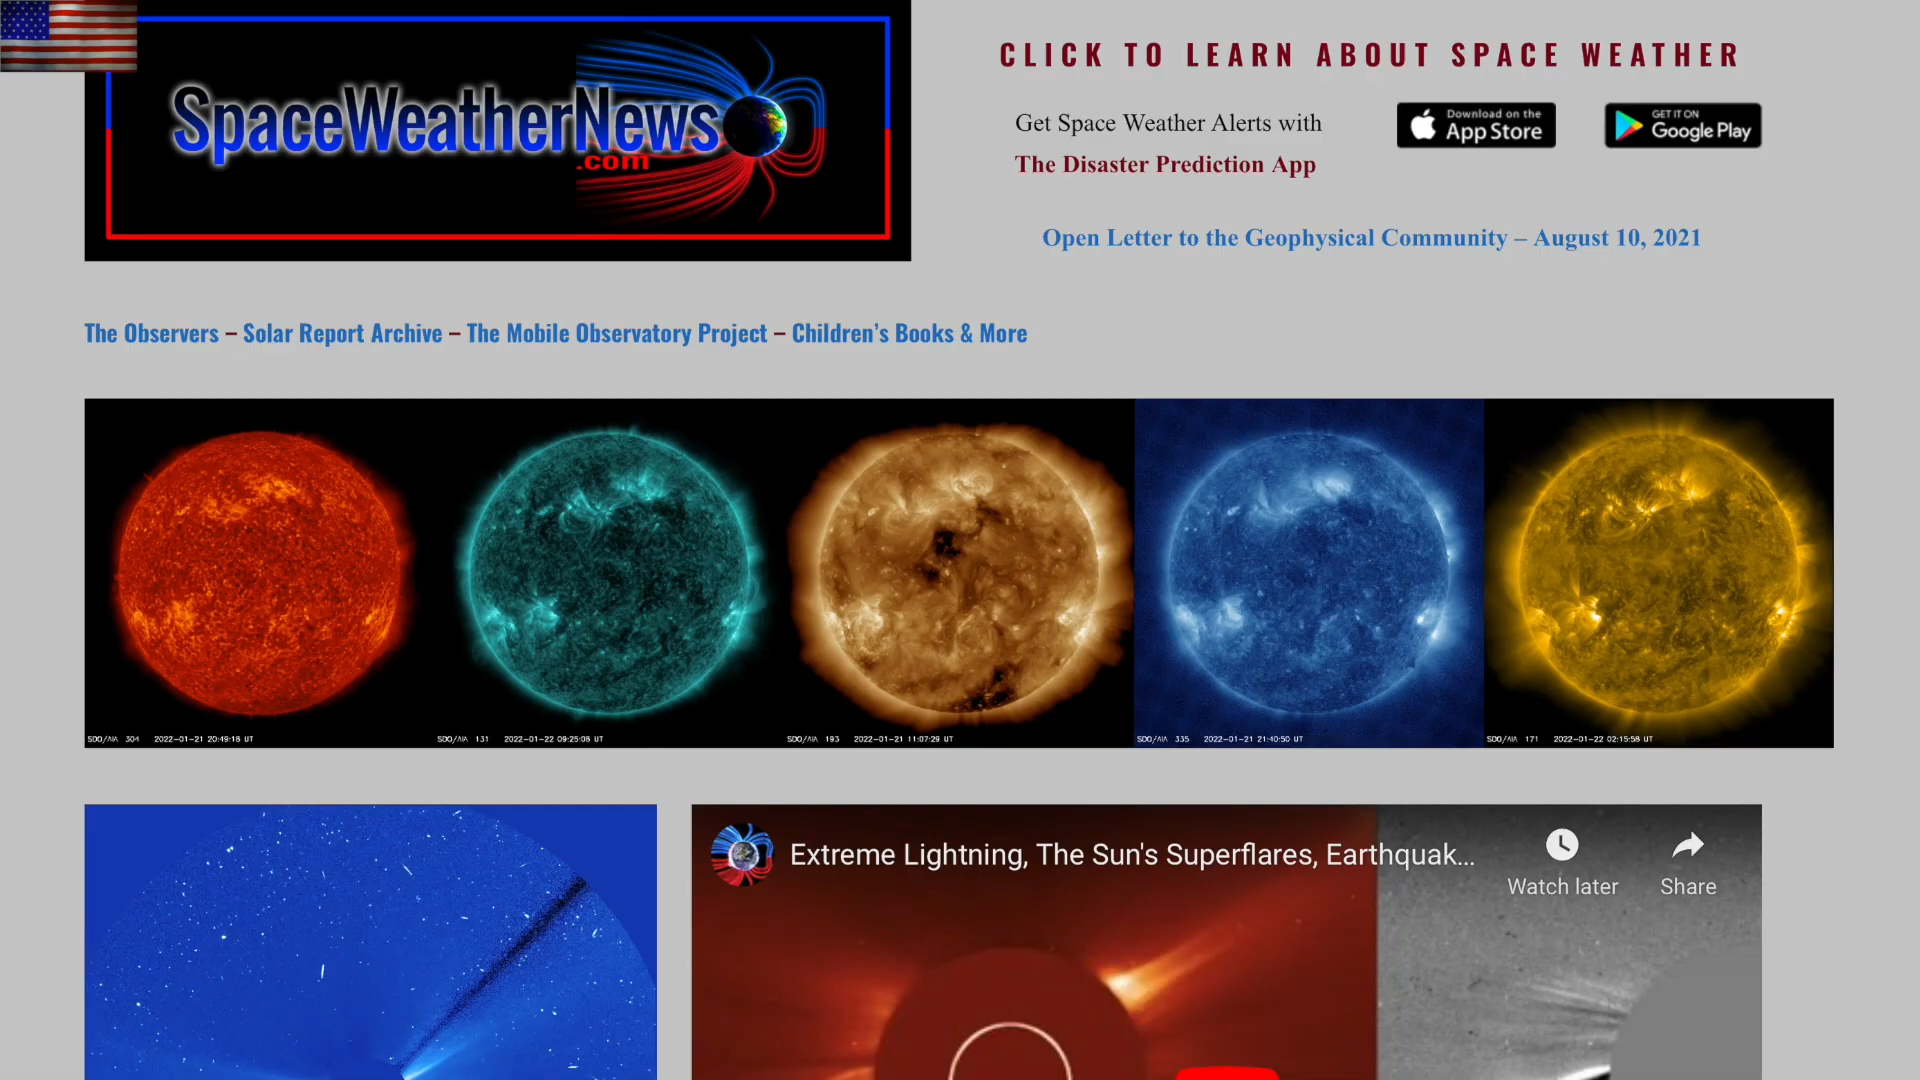 SpaceWeatherNews
.com
CLICK TO LEARN ABOUT SPACE WEATHER
Get Space Weather Alerts with
The Disaster Prediction App
Download on the
App Store
GET IT ON
Google Play
Open Letter to the Geophysical Community – August 10, 2021
The Observers – Solar Report Archive – The Mobile Observatory Project – Children’s Books & More
SDO/AIA 304 2022-01-21 20:49:18 UT
SDO/AIA 131 2022-01-22 09:25:08 UT
SDO/AIA 193 2022-01-21 11:07:29 UT
SDO/AIA 335 2022-01-21 21:40:50 UT
SDO/AIA 171 2022-01-22 02:15:58 UT
Extreme Lightning, The Sun's Superflares, Earthquak...
Watch later
Share